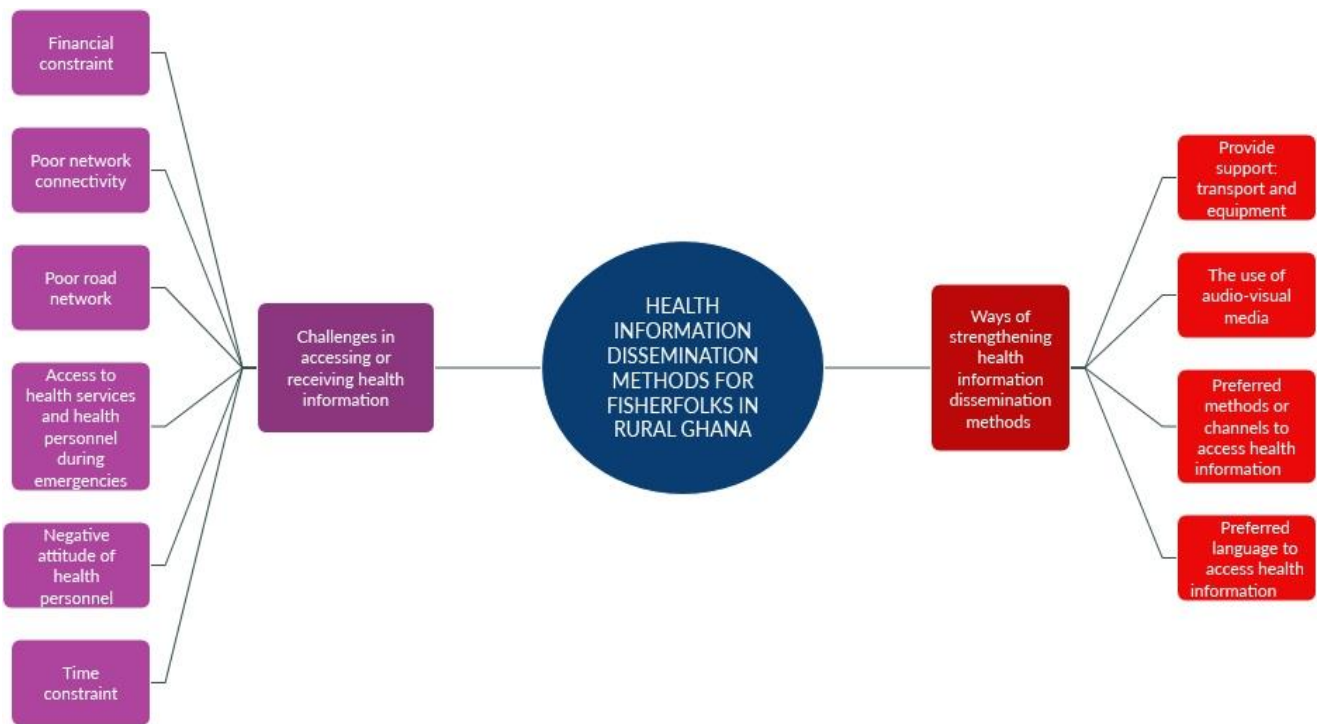 Financial
constraint
Poor network
connectivity
Poor road
network
Access to
health services
and health
personnel
during
emergencies
Negative
attitude of
health
personnel
Time
constraint
Challenges in
accessing or
receiving health
information
HEALTH
INFORMATION
DISSEMINATION
METHODS FOR
FISHERFOLKS IN
RURAL GHANA
Ways of
strengthening
health
information
dissemination
methods
Provide
support:
transport and
equipment
The use of
audio-visual
media
Preferred
methods or
channels to
access health
information
Preferred
language to
access health
information